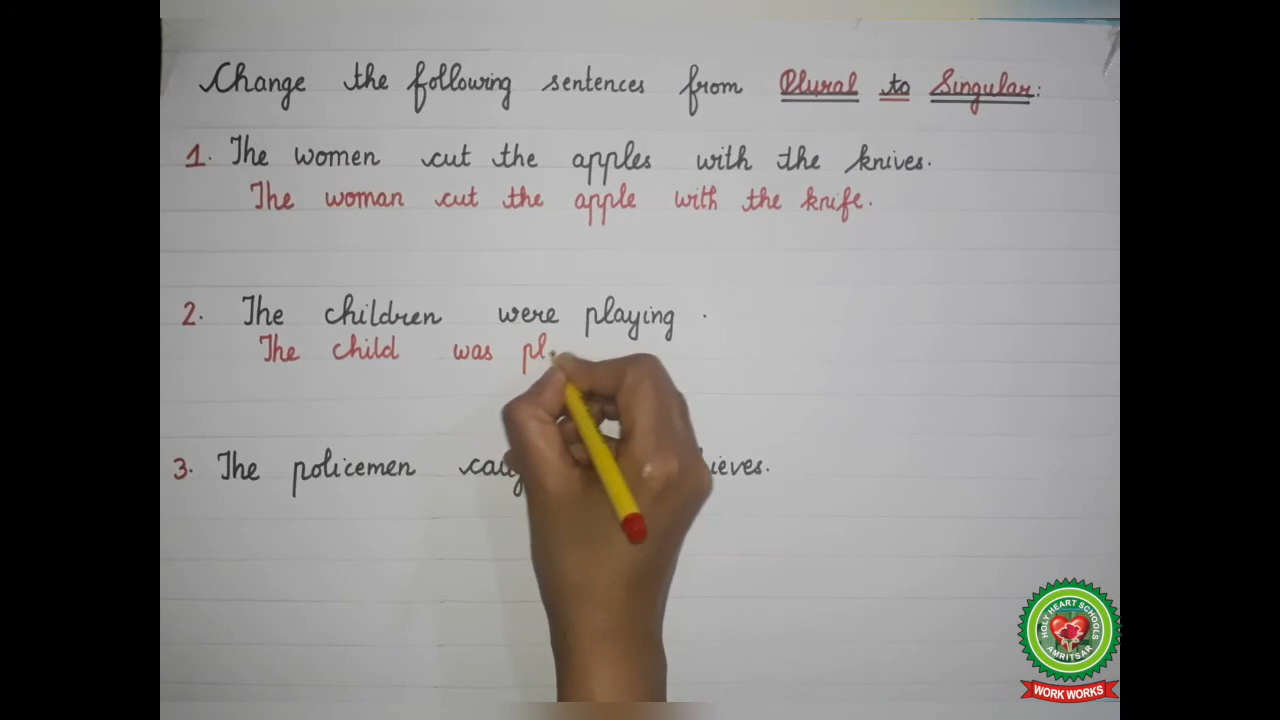 Change the following sentences from Plural to Singular:
1. The women cut the apples with the knives.
The woman cut the apple with the knife.
2. The children were playing.
The child was pl
3. The policemen
HOLY HEART SCHOOLS
AMRITSAR
WORK WORKS